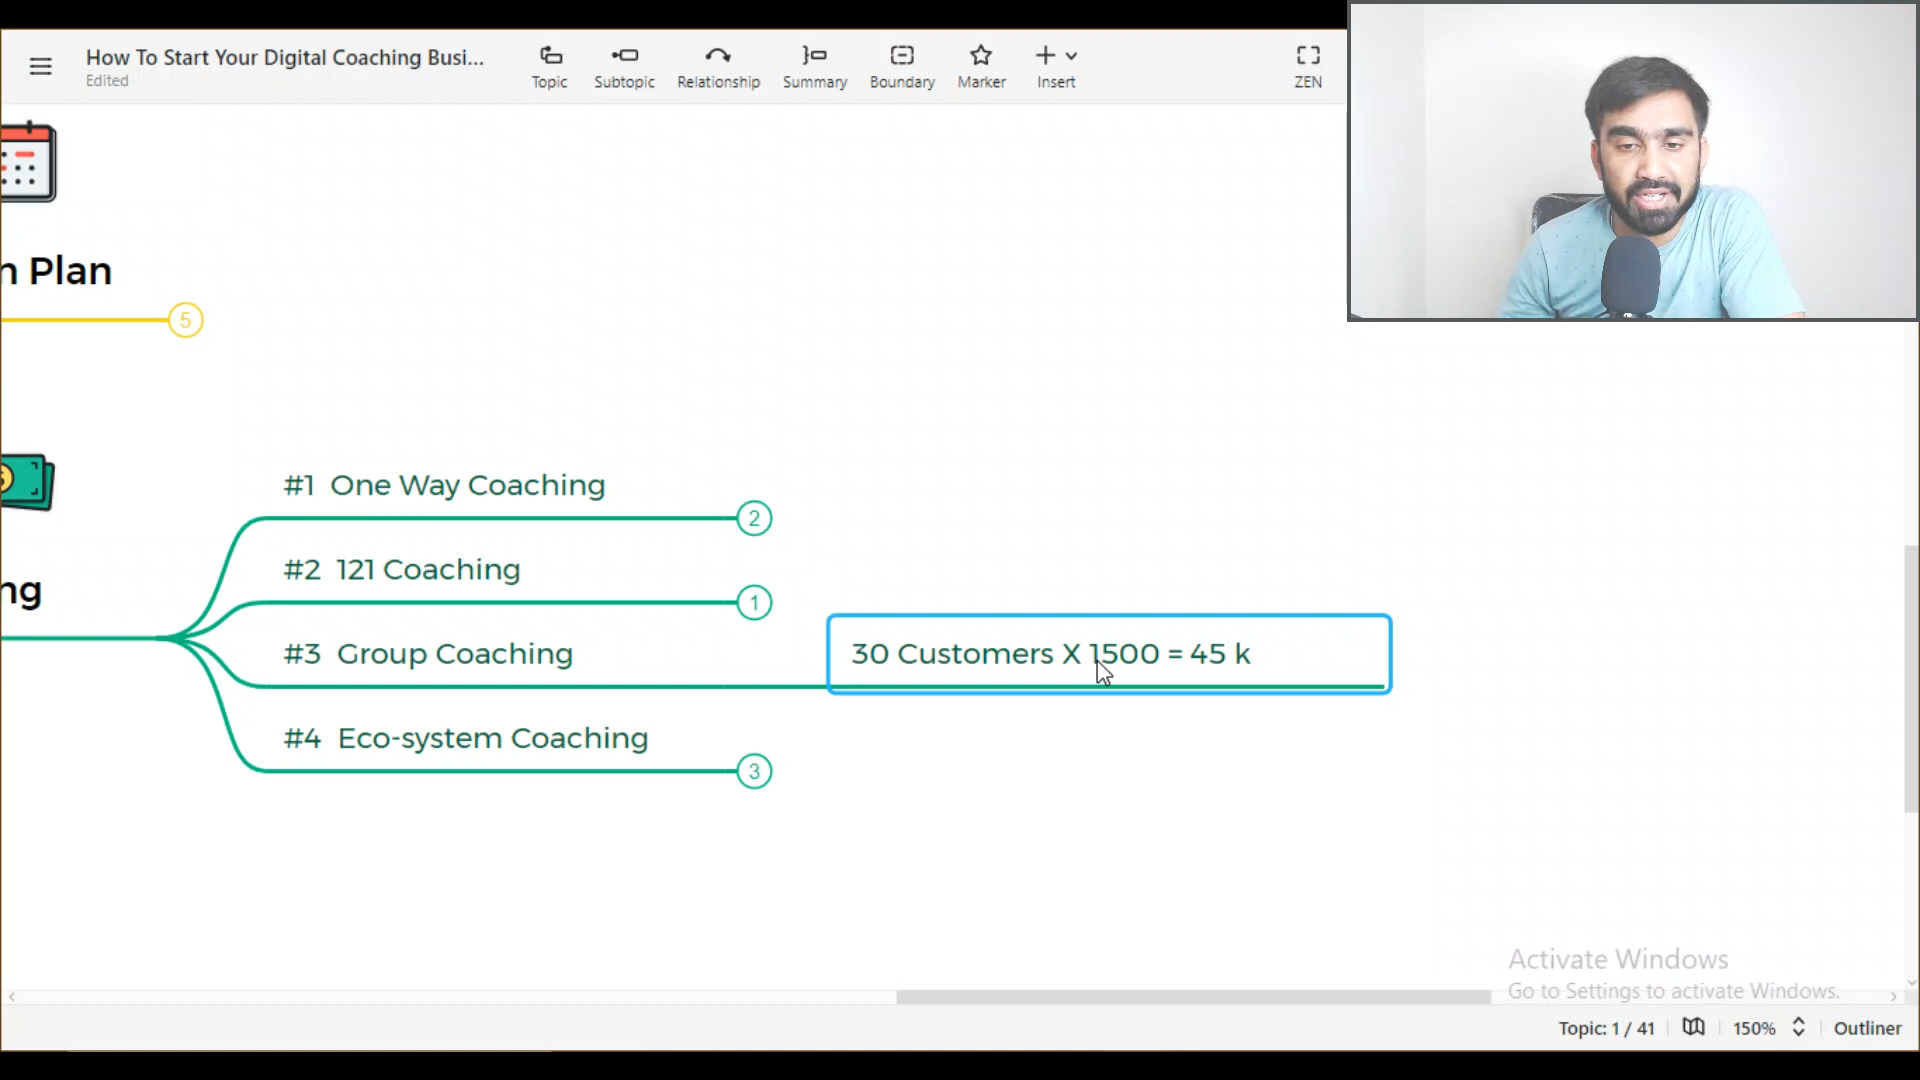 How To Start Your Digital Coaching Busi...
Edited
Topic
Subtopic
Relationship
Summary
Boundary
Marker
Insert
ZEN
n Plan
5
#1 One Way Coaching
2
#2 121 Coaching
1
ng
#3 Group Coaching
30 Customers X 1500 = 45 k
#4 Eco-system Coaching
3
Activate Windows
Go to Settings to activate Windows.
Topic: 1 / 41
150%
Outliner